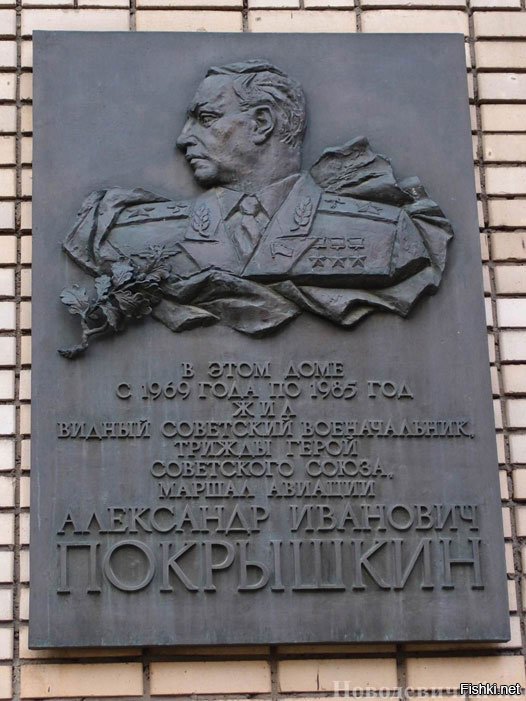 В ЭТОМ ДОМЕ
С 1969 ГОДА ПО 1985 ГОД
ЖИЛ
ВИДНЫЙ СОВЕТСКИЙ ВОЕНАЧАЛЬНИК,
ТРИЖДЫ ГЕРОЙ
СОВЕТСКОГО СОЮЗА,
МАРШАЛ АВИАЦИИ
АЛЕКСАНДР ИВАНОВИЧ
ПОКРЫШКИН
Fishki.net